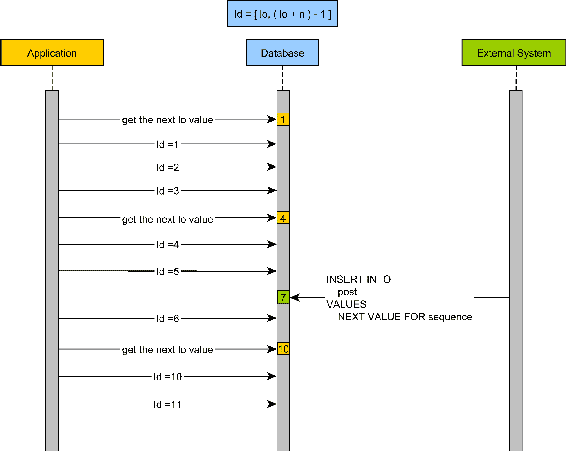 Id = [ lo, ( lo + n ) - 1 ]
Application
Database
External System
get the next lo value
1
Id =1
Id =2
Id =3
get the next lo value
4
Id =4
Id =5
INSERT INTO
post
VALUES
NEXT VALUE FOR sequence
7
Id =6
get the next lo value
10
Id =10
Id =11